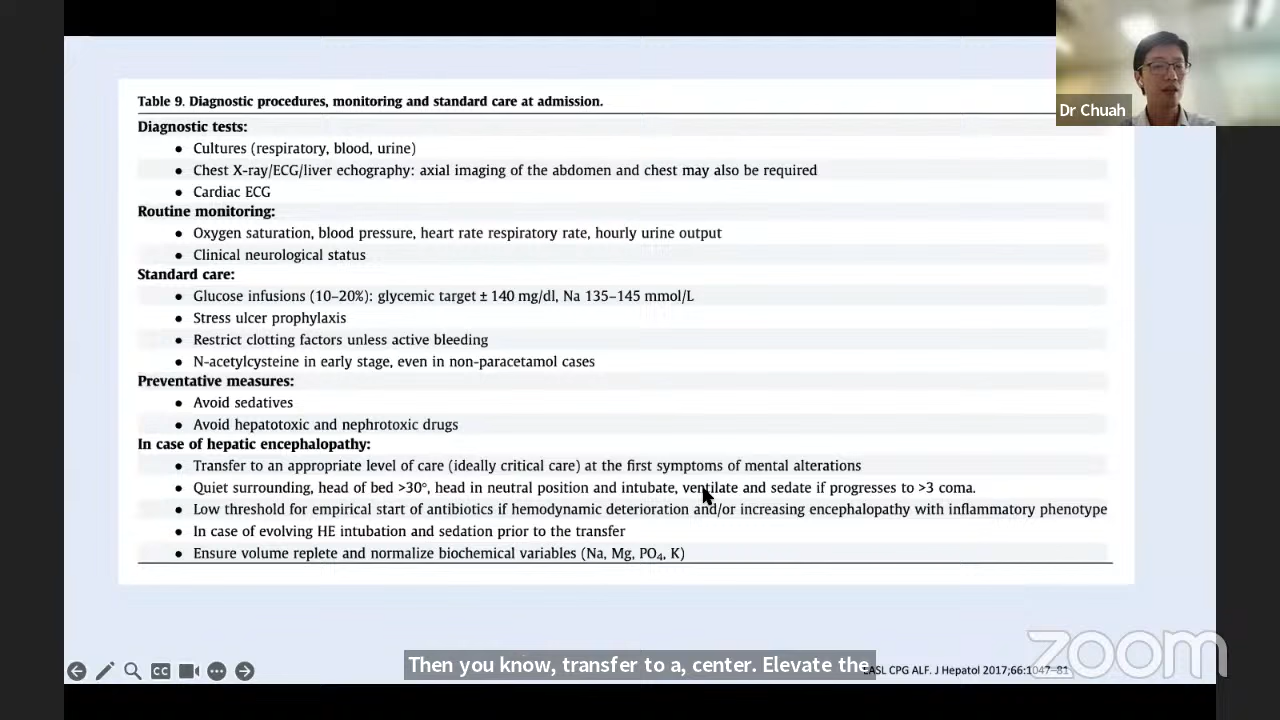 Dr Chuah
Table 9. Diagnostic procedures, monitoring and standard care at admission.
Diagnostic tests:
• Cultures (respiratory, blood, urine)
• Chest X-ray/ECG/liver echography: axial imaging of the abdomen and chest may also be required
• Cardiac ECG
Routine monitoring:
• Oxygen saturation, blood pressure, heart rate respiratory rate, hourly urine output
• Clinical neurological status
Standard care:
• Glucose infusions (10–20%): glycemic target ± 140 mg/dl, Na 135–145 mmol/L
• Stress ulcer prophylaxis
• Restrict clotting factors unless active bleeding
• N-acetylcysteine in early stage, even in non-paracetamol cases
Preventative measures:
• Avoid sedatives
• Avoid hepatotoxic and nephrotoxic drugs
In case of hepatic encephalopathy:
• Transfer to an appropriate level of care (ideally critical care) at the first symptoms of mental alterations
• Quiet surrounding, head of bed >30°, head in neutral position and intubate, ventilate and sedate if progresses to >3 coma.
• Low threshold for empirical start of antibiotics if hemodynamic deterioration and/or increasing encephalopathy with inflammatory phenotype
• In case of evolving HE intubation and sedation prior to the transfer
• Ensure volume replete and normalize biochemical variables (Na, Mg, PO₄, K)
CC
Then you know, transfer to a, center. Elevate the
EASL CPG ALF. J Hepatol 2017;66:1047–81
zoom